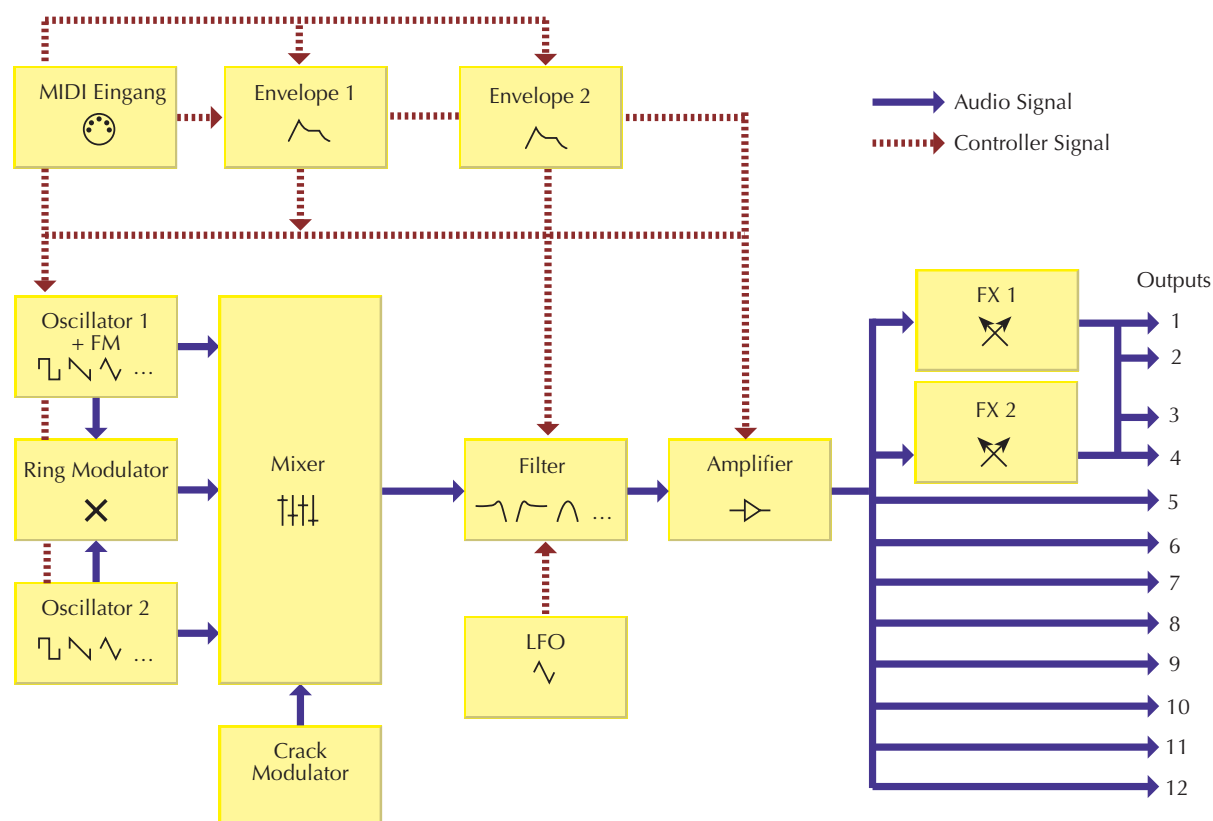 MIDI Eingang
Envelope 1
Envelope 2
Audio Signal
Controller Signal
Oscillator 1
+ FM
...
Ring Modulator
Oscillator 2
...
Mixer
Crack
Modulator
Filter
...
LFO
Amplifier
FX 1
FX 2
Outputs
1
2
3
4
5
6
7
8
9
10
11
12